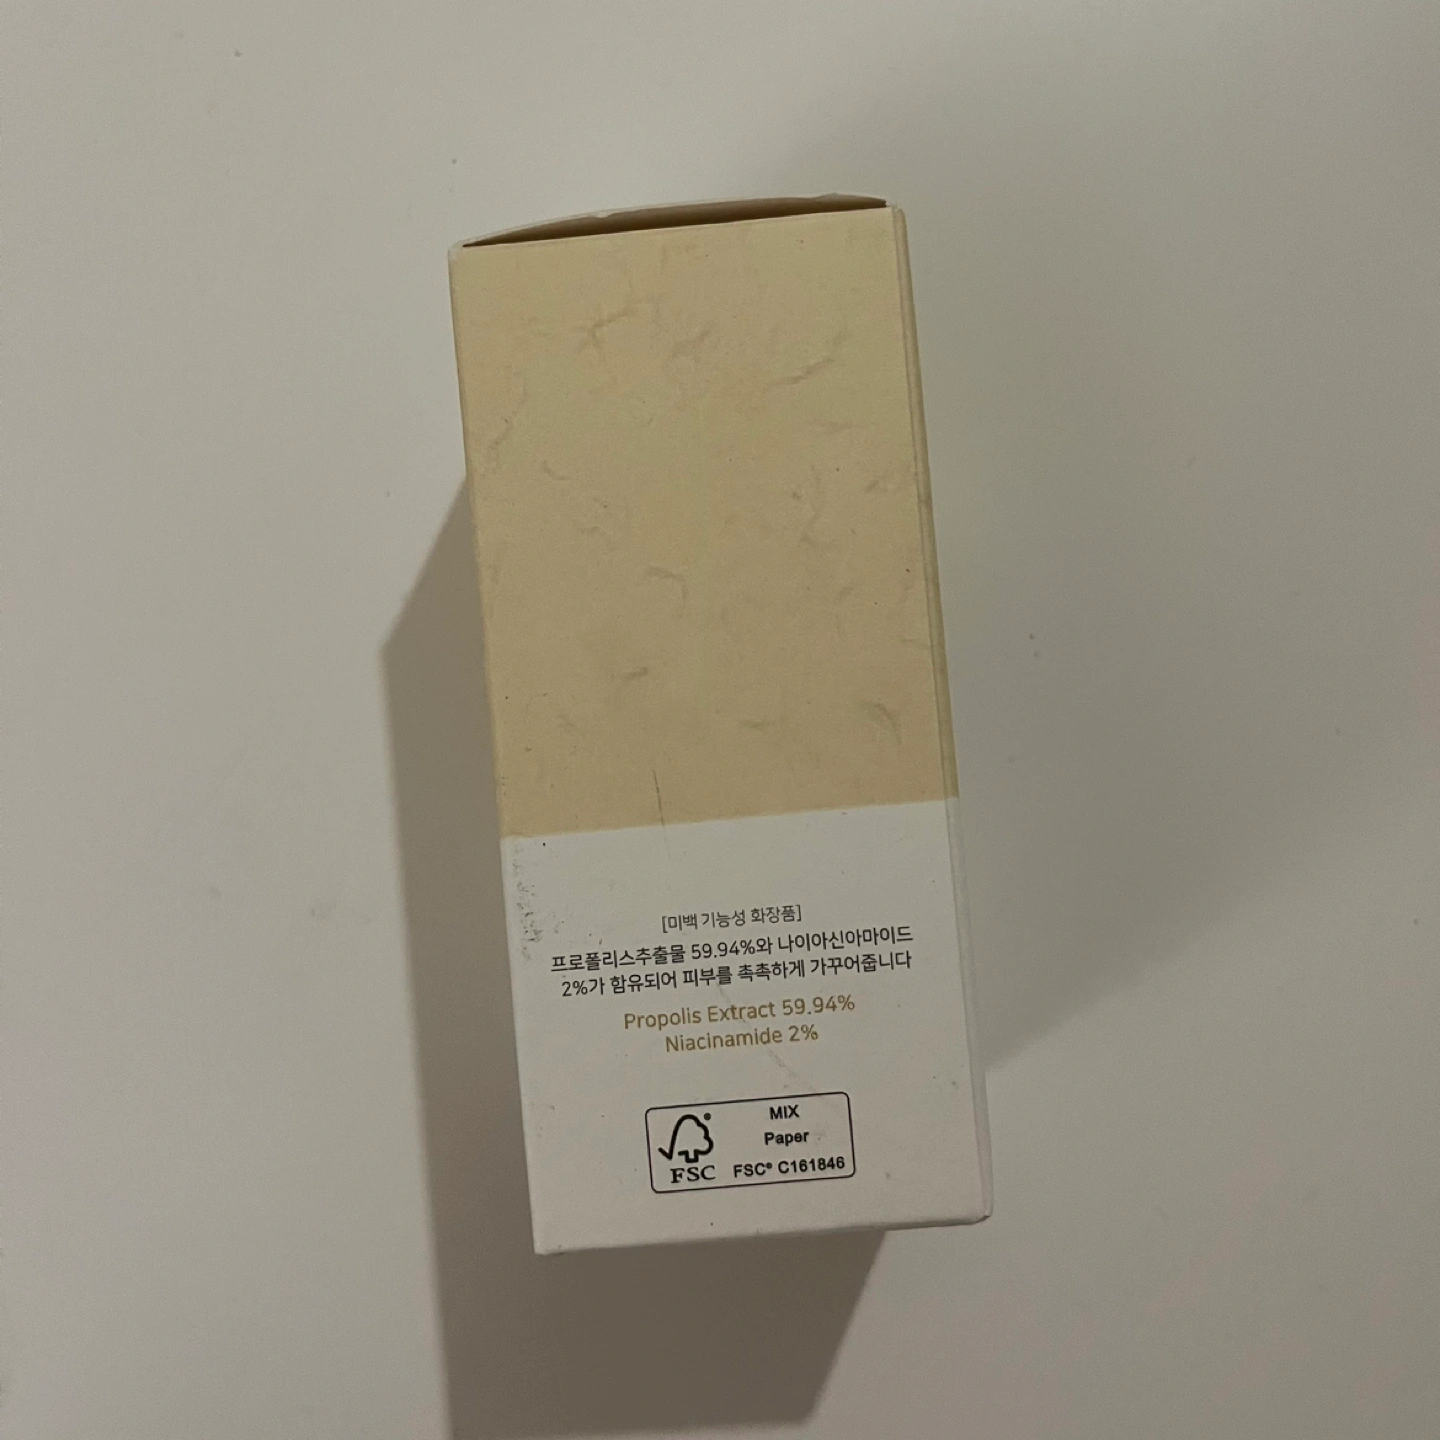 [미백 기능성 화장품]
프로폴리스추출물 59.94%와 나이아신아마이드
2%가 함유되어 피부를 촉촉하게 가꾸어줍니다
Propolis Extract 59.94%
Niacinamide 2%
FSC
MIX
Paper
FSC® C161846